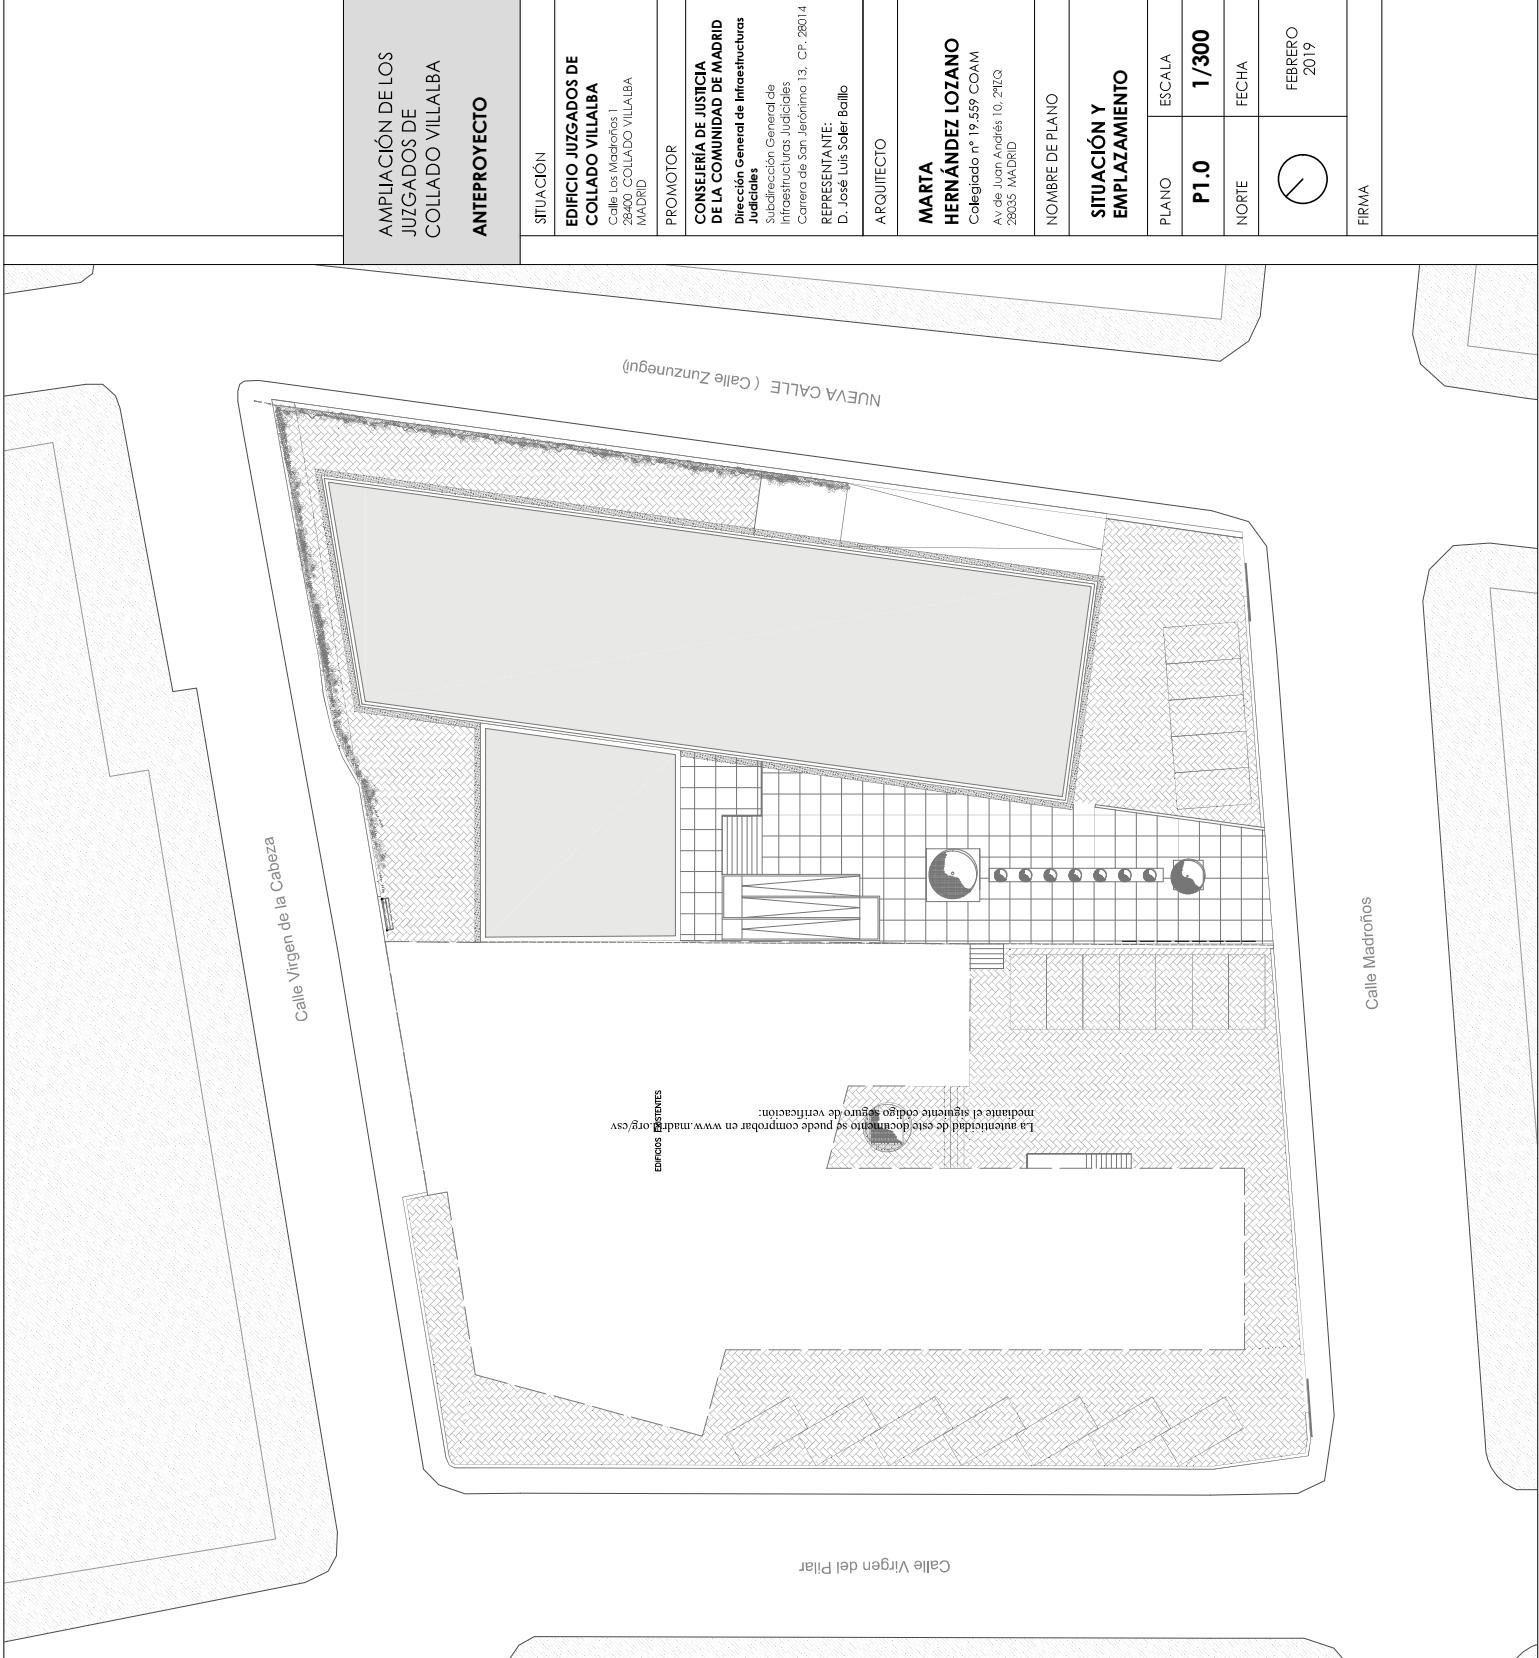 AMPLIACIÓN DE LOS
JUZGADOS DE
COLLADO VILLALBA
ANTEPROYECTO
SITUACIÓN
EDIFICIO JUZGADOS DE
COLLADO VILLALBA
Calle Los Madroños 1
28400 COLLADO VILLALBA
MADRID
PROMOTOR
CONSEJERÍA DE JUSTICIA
DE LA COMUNIDAD DE MADRID
Dirección General de Infraestructuras
Judiciales
Subdirección General de
Infraestructuras Judiciales
Carrera de San Jerónimo 13, CP. 28014
REPRESENTANTE:
D. José Luis Soler Baillo
ARQUITECTO
MARTA
HERNÁNDEZ LOZANO
Colegiado nº 19.559 COAM
Av de Juan Andrés 10, 2ºIZQ
28035 MADRID
NOMBRE DE PLANO
SITUACIÓN Y
EMPLAZAMIENTO
PLANO
ESCALA
P1.0
1/300
NORTE
FECHA
FEBRERO
2019
FIRMA
NUEVA CALLE ( Calle Zunzunegui)
Calle Virgen de la Cabeza
Calle Madroños
EDIFICIOS EXISTENTES
La autenticidad de este documento se puede comprobar en www.madrid.org/csv
mediante el siguiente código seguro de verificación:
Calle Virgen del Pilar